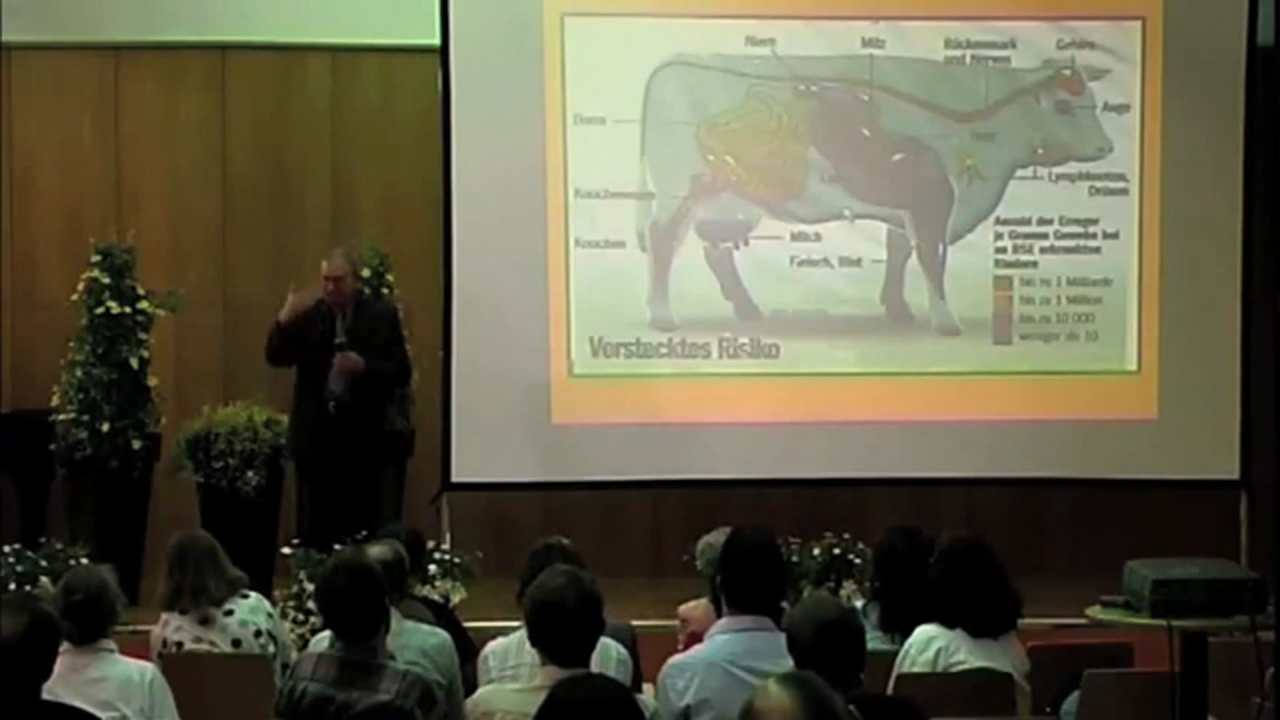 Niere
Milz
Rückenmark
und Nerven
Gehirn
Auge
Darm
Lymphknoten,
Drüsen
Knochenmark
Knochen
Milch
Fleisch, Blut
Anzahl der Erreger
je Gramm Gewebe bei
an BSE erkrankten
Rindern
bis zu 1 Milliarde
bis zu 1 Million
bis zu 10 000
weniger als 10
Verstecktes Risiko